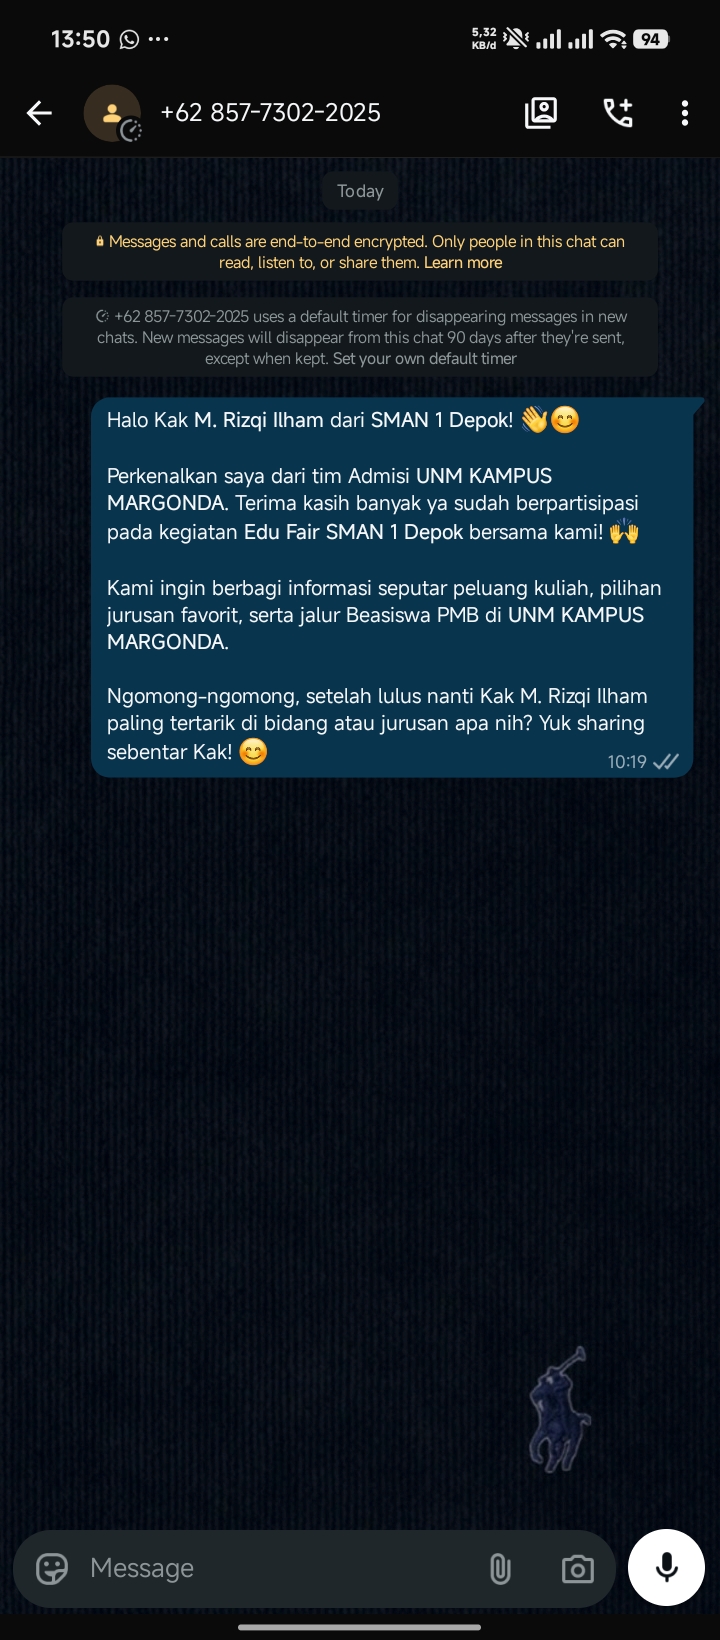 13:50
5,32
KB/d
94
+62 857-7302-2025
Today
Messages and calls are end-to-end encrypted. Only people in this chat can
read, listen to, or share them. Learn more
+62 857-7302-2025 uses a default timer for disappearing messages in new
chats. New messages will disappear from this chat 90 days after they're sent,
except when kept. Set your own default timer
Halo Kak M. Rizqi Ilham dari SMAN 1 Depok! 👋😊
Perkenalkan saya dari tim Admisi UNM KAMPUS
MARGONDA. Terima kasih banyak ya sudah berpartisipasi
pada kegiatan Edu Fair SMAN 1 Depok bersama kami! 🙌
Kami ingin berbagi informasi seputar peluang kuliah, pilihan
jurusan favorit, serta jalur Beasiswa PMB di UNM KAMPUS
MARGONDA.
Ngomong-ngomong, setelah lulus nanti Kak M. Rizqi Ilham
paling tertarik di bidang atau jurusan apa nih? Yuk sharing
sebentar Kak! 😊
10:19
Message